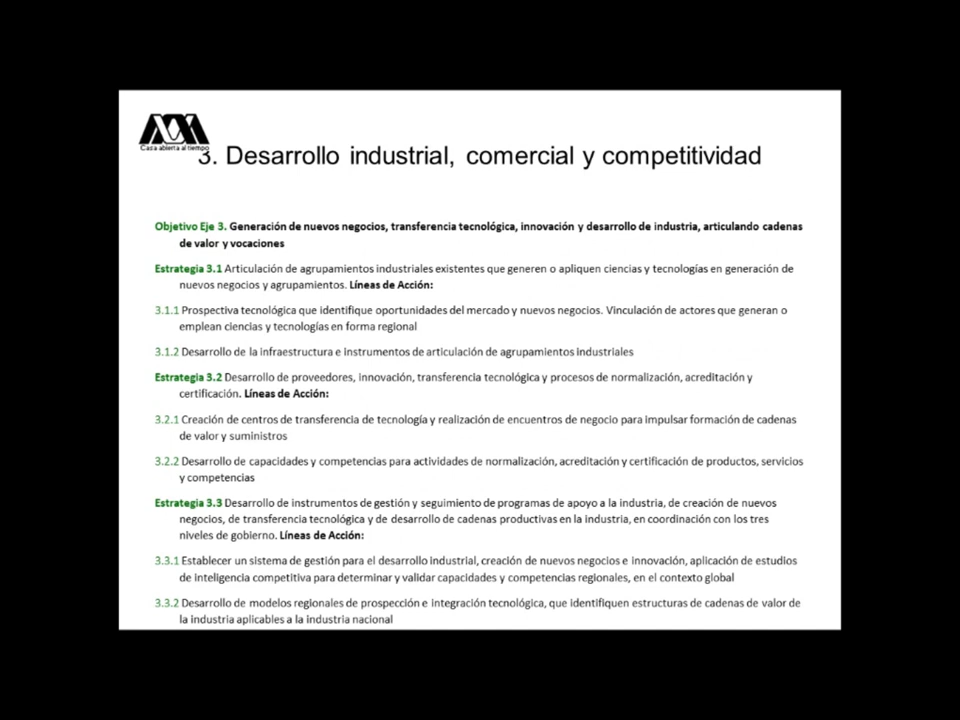 Casa abierta al tiempo
3. Desarrollo industrial, comercial y competitividad
Objetivo Eje 3. Generación de nuevos negocios, transferencia tecnológica, innovación y desarrollo de industria, articulando cadenas
de valor y vocaciones
Estrategia 3.1 Articulación de agrupamientos industriales existentes que generen o apliquen ciencias y tecnologías en generación de
nuevos negocios y agrupamientos. Líneas de Acción:
3.1.1 Prospectiva tecnológica que identifique oportunidades del mercado y nuevos negocios. Vinculación de actores que generan o
emplean ciencias y tecnologías en forma regional
3.1.2 Desarrollo de la infraestructura e instrumentos de articulación de agrupamientos industriales
Estrategia 3.2 Desarrollo de proveedores, innovación, transferencia tecnológica y procesos de normalización, acreditación y
certificación. Líneas de Acción:
3.2.1 Creación de centros de transferencia de tecnología y realización de encuentros de negocio para impulsar formación de cadenas
de valor y suministros
3.2.2 Desarrollo de capacidades y competencias para actividades de normalización, acreditación y certificación de productos, servicios
y competencias
Estrategia 3.3 Desarrollo de instrumentos de gestión y seguimiento de programas de apoyo a la industria, de creación de nuevos
negocios, de transferencia tecnológica y de desarrollo de cadenas productivas en la industria, en coordinación con los tres
niveles de gobierno. Líneas de Acción:
3.3.1 Establecer un sistema de gestión para el desarrollo industrial, creación de nuevos negocios e innovación, aplicación de estudios
de inteligencia competitiva para determinar y validar capacidades y competencias regionales, en el contexto global
3.3.2 Desarrollo de modelos regionales de prospección e integración tecnológica, que identifiquen estructuras de cadenas de valor de
la industria aplicables a la industria nacional